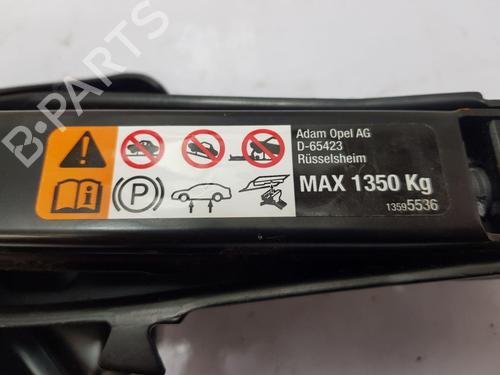 B-PARTS
Adam Opel AG
D-65423
Rüsselsheim
MAX 1350 Kg
13595536
P
i